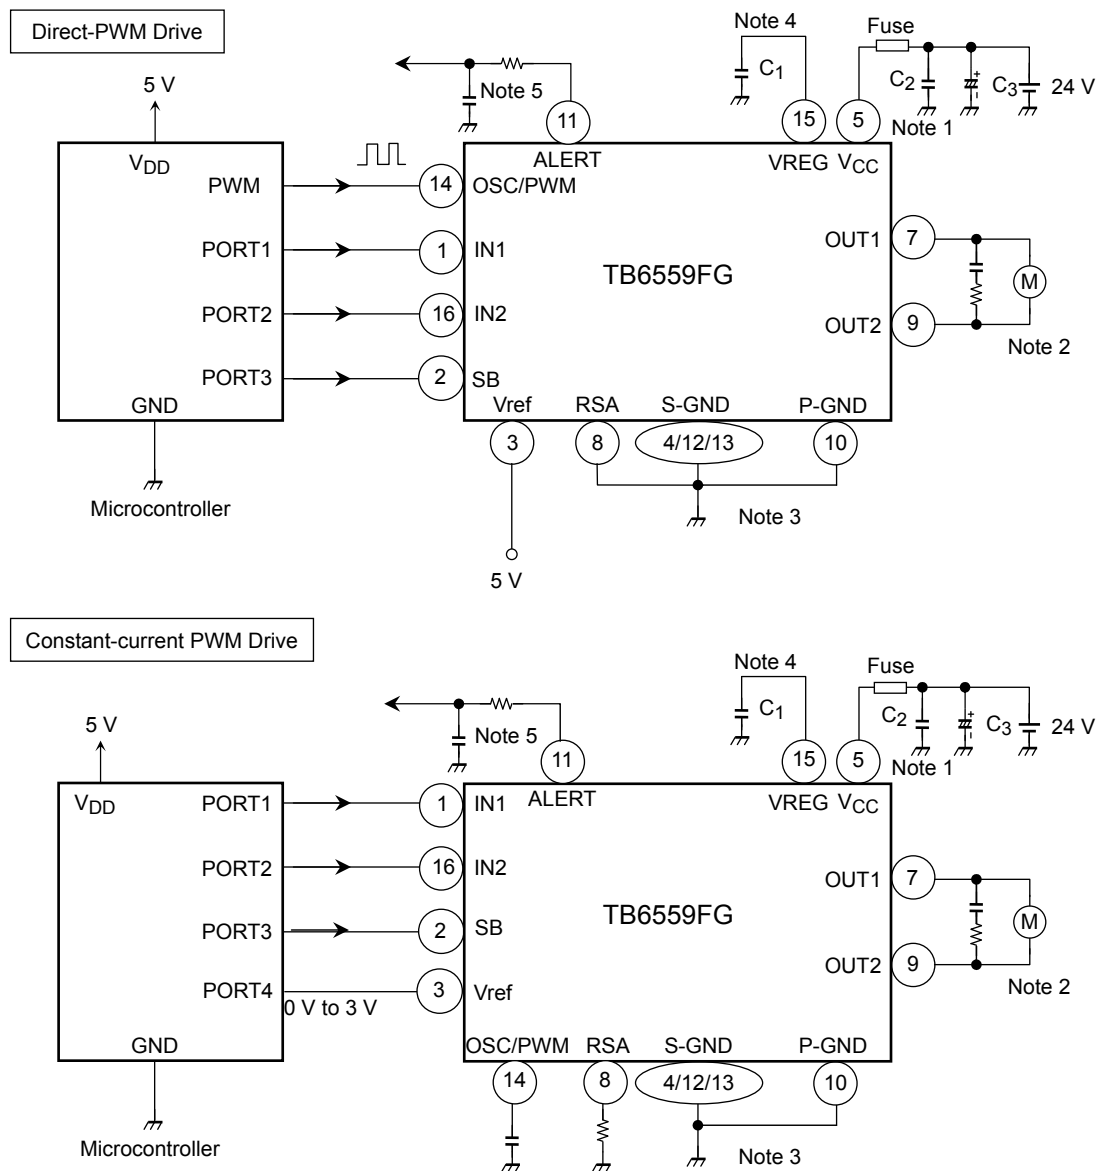 Direct-PWM Drive
Note 4
Fuse
5 V
Note 5
C1
C2
C3
24 V
11
15
5
Note 1
VDD
ALERT
VREG
VCC
PWM
14
OSC/PWM
PORT1
1
IN1
OUT1
7
TB6559FG
M
PORT2
16
IN2
OUT2
9
Note 2
PORT3
2
SB
GND
Vref
RSA
S-GND
P-GND
3
8
4/12/13
10
Microcontroller
Note 3
5 V
Constant-current PWM Drive
Note 4
Fuse
5 V
Note 5
C1
C2
C3
24 V
11
15
5
Note 1
VDD
PORT1
1
IN1
ALERT
VREG
VCC
PORT2
16
IN2
OUT1
7
TB6559FG
M
PORT3
2
SB
OUT2
9
Note 2
PORT4
0 V to 3 V
3
Vref
GND
OSC/PWM
RSA
S-GND
P-GND
14
8
4/12/13
10
Microcontroller
Note 3